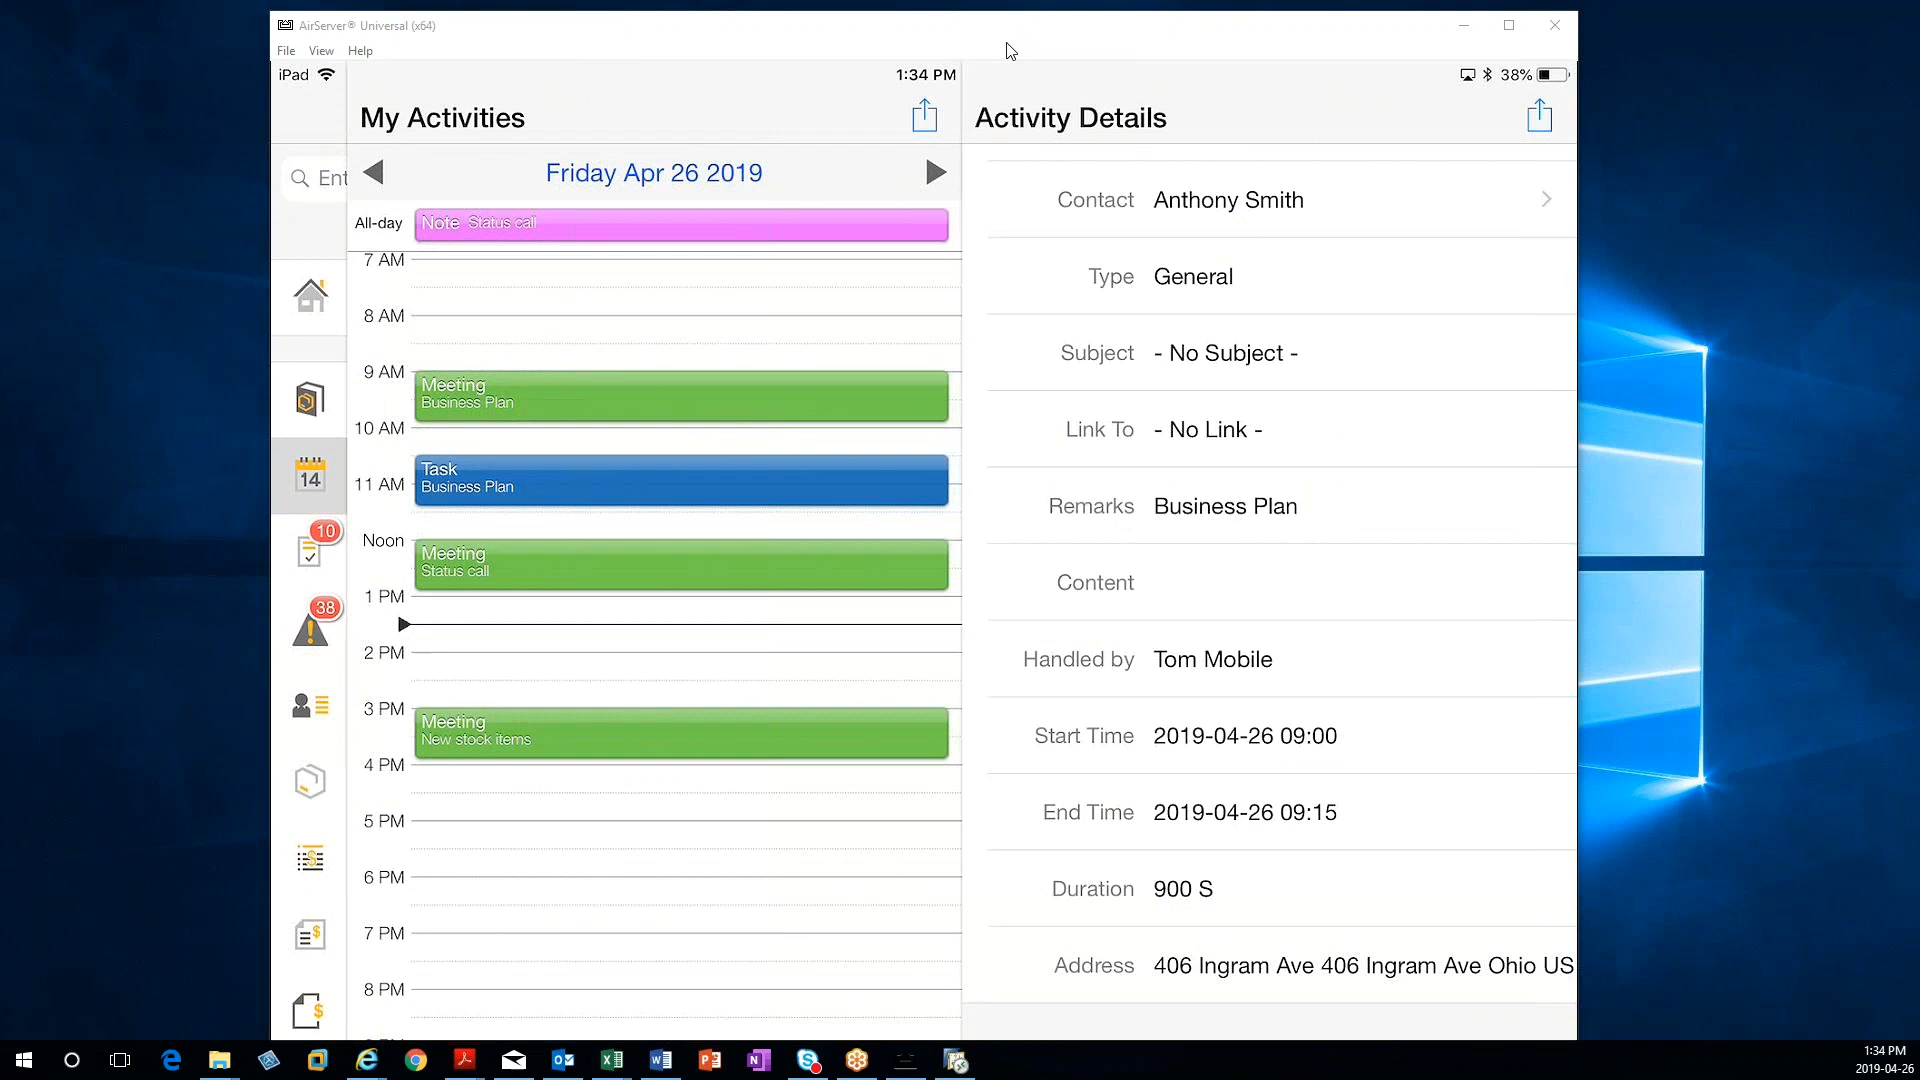 AirServer® Universal (x64)
File View Help
iPad 1:34 PM 38%
My Activities
Activity Details
Ent
Friday Apr 26 2019
All-day
Note Status call
7 AM
8 AM
9 AM
Meeting
Business Plan
10 AM
Task
Business Plan
11 AM
Noon
Meeting
Status call
1 PM
2 PM
3 PM
Meeting
New stock items
4 PM
5 PM
6 PM
7 PM
8 PM
14
10
38
Contact Anthony Smith
Type General
Subject - No Subject -
Link To - No Link -
Remarks Business Plan
Content
Handled by Tom Mobile
Start Time 2019-04-26 09:00
End Time 2019-04-26 09:15
Duration 900 S
Address 406 Ingram Ave 406 Ingram Ave Ohio US
1:34 PM
2019-04-26